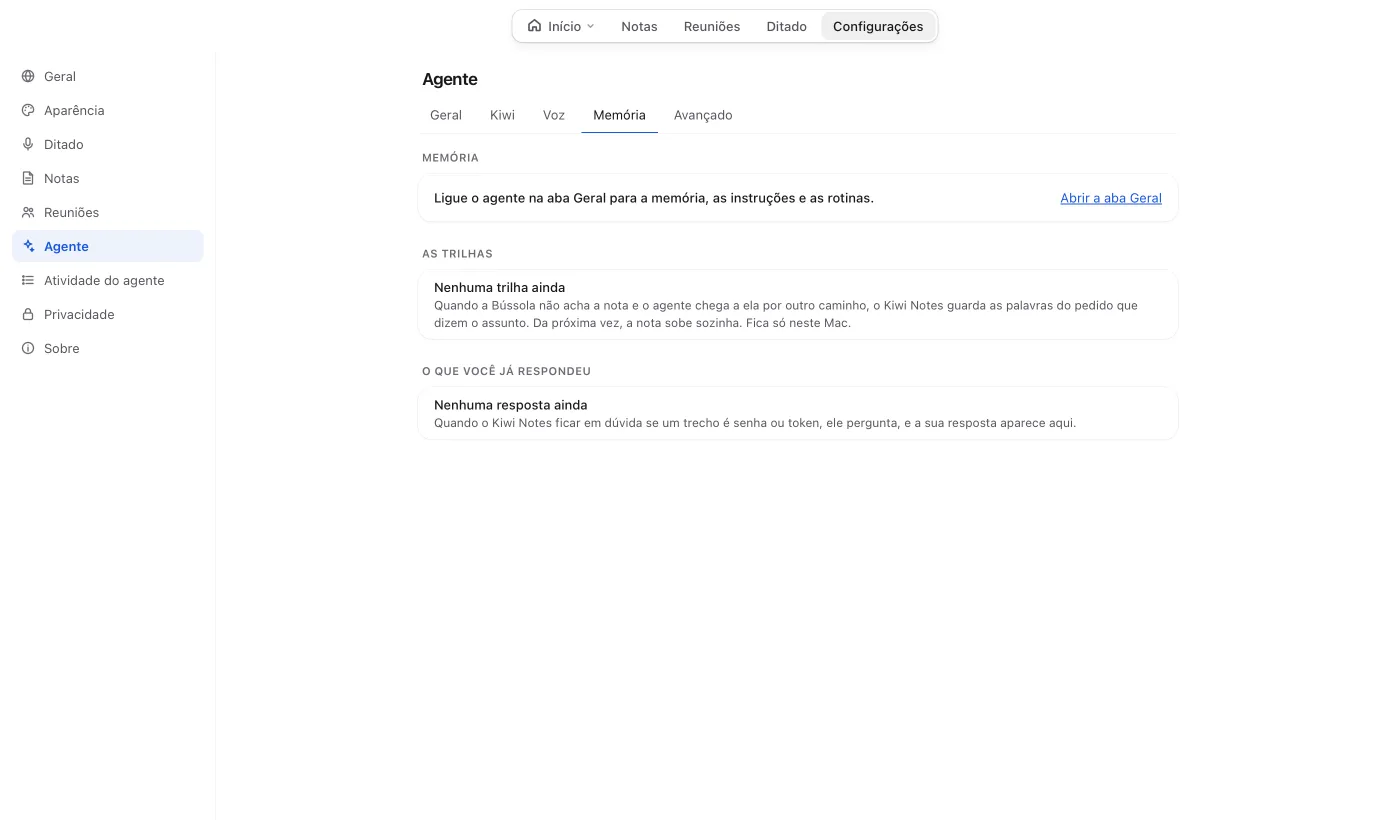 Início
Notas
Reuniões
Ditado
Configurações
Geral
Aparência
Ditado
Notas
Reuniões
Agente
Atividade do agente
Privacidade
Sobre
Agente
Geral
Kiwi
Voz
Memória
Avançado
MEMÓRIA
Ligue o agente na aba Geral para a memória, as instruções e as rotinas.
Abrir a aba Geral
AS TRILHAS
Nenhuma trilha ainda
Quando a Bússola não acha a nota e o agente chega a ela por outro caminho, o Kiwi Notes guarda as palavras do pedido que
dizem o assunto. Da próxima vez, a nota sobe sozinha. Fica só neste Mac.
O QUE VOCÊ JÁ RESPONDEU
Nenhuma resposta ainda
Quando o Kiwi Notes ficar em dúvida se um trecho é senha ou token, ele pergunta, e a sua resposta aparece aqui.